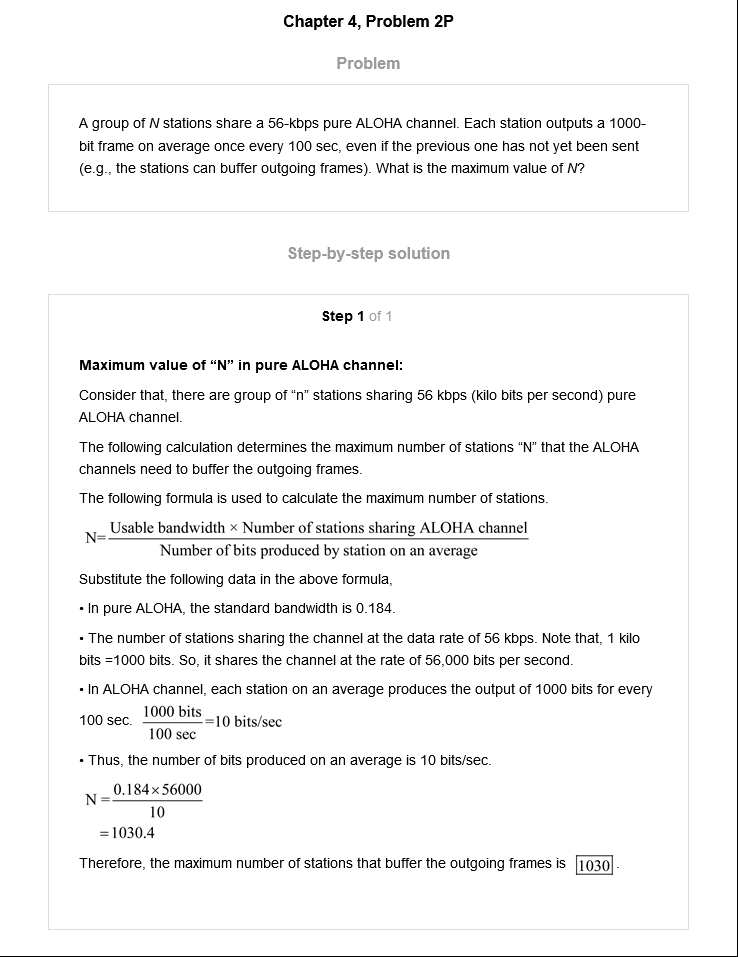 Chapter 4, Problem 2P
Problem
A group of N stations share a 56-kbps pure ALOHA channel. Each station outputs a 1000-
bit frame on average once every 100 sec, even if the previous one has not yet been sent
(e.g., the stations can buffer outgoing frames). What is the maximum value of N?
Step-by-step solution
Step 1 of 1
Maximum value of “N” in pure ALOHA channel:
Consider that, there are group of “n” stations sharing 56 kbps (kilo bits per second) pure
ALOHA channel.
The following calculation determines the maximum number of stations “N” that the ALOHA
channels need to buffer the outgoing frames.
The following formula is used to calculate the maximum number of stations.
Usable bandwidth × Number of stations sharing ALOHA channel
N=
Number of bits produced by station on an average
Substitute the following data in the above formula,
• In pure ALOHA, the standard bandwidth is 0.184.
• The number of stations sharing the channel at the data rate of 56 kbps. Note that, 1 kilo
bits =1000 bits. So, it shares the channel at the rate of 56,000 bits per second.
• In ALOHA channel, each station on an average produces the output of 1000 bits for every
1000 bits
100 sec. =10 bits/sec
100 sec
• Thus, the number of bits produced on an average is 10 bits/sec.
0.184×56000
N =
10
=1030.4
Therefore, the maximum number of stations that buffer the outgoing frames is 1030.